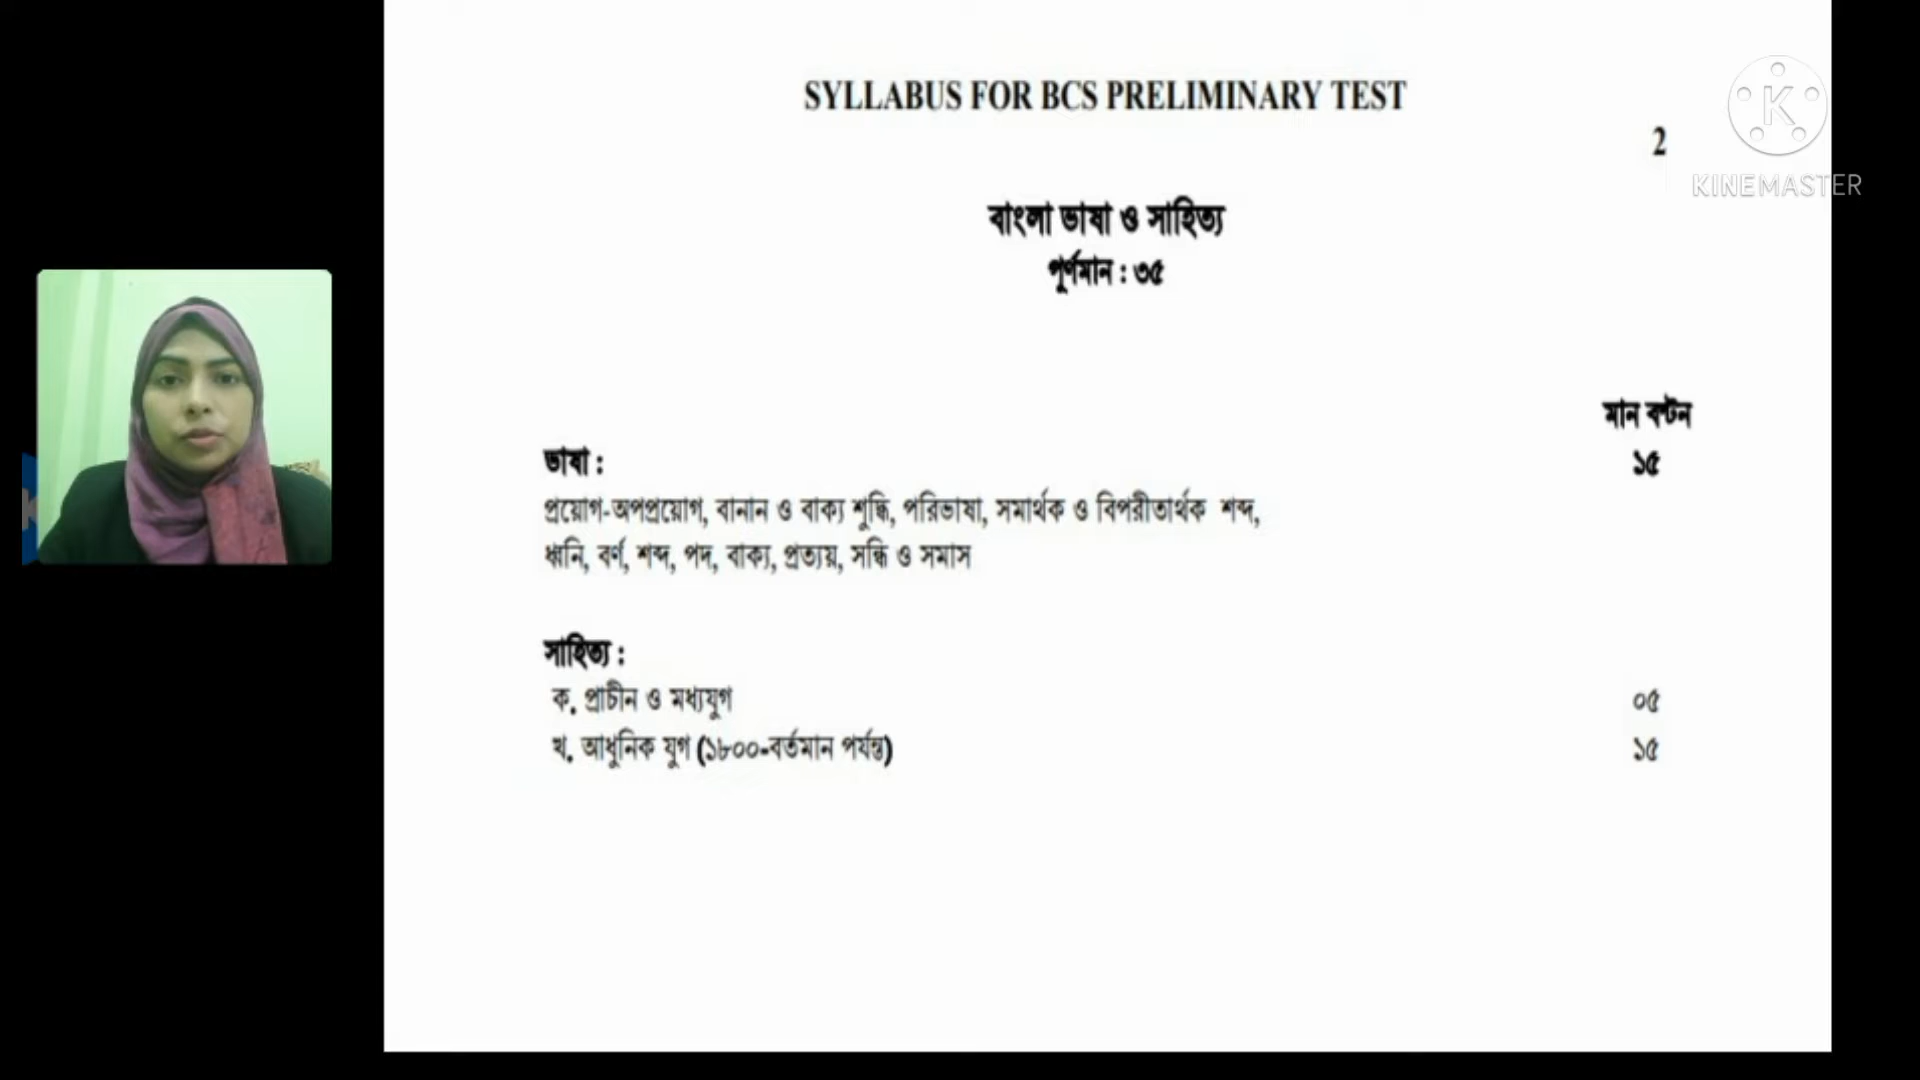 SYLLABUS FOR BCS PRELIMINARY TEST
2
KINEMASTER
বাংলা ভাষা ও সাহিত্য
পূর্ণমান : ৩৫
মান বণ্টন
ভাষা : ১৫
প্রয়োগ-অপপ্রয়োগ, বানান ও বাক্য শুদ্ধি, পরিভাষা, সমার্থক ও বিপরীতার্থক শব্দ,
ধ্বনি, বর্ণ, শব্দ, পদ, বাক্য, প্রত্যয়, সন্ধি ও সমাস
সাহিত্য :
ক. প্রাচীন ও মধ্যযুগ ০৫
খ. আধুনিক যুগ (১৮০০-বর্তমান পর্যন্ত) ১৫